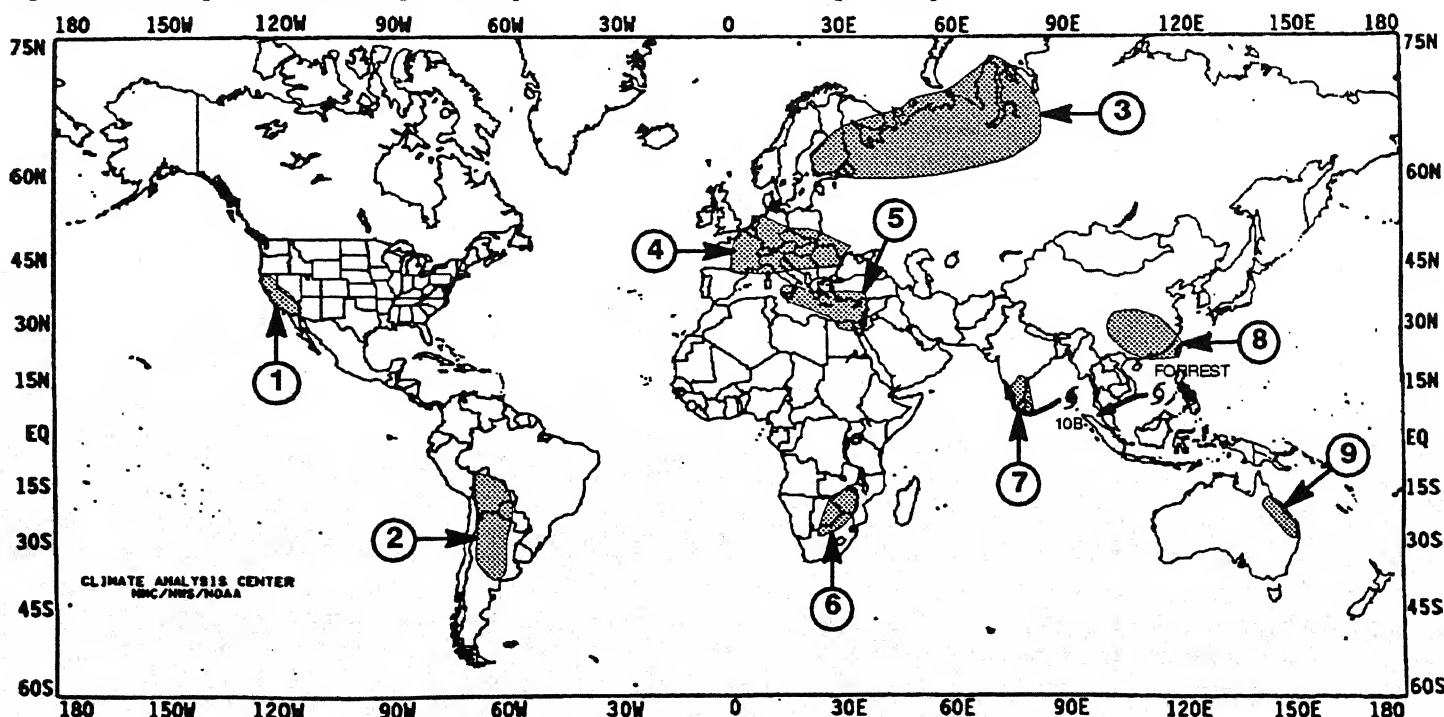 180 120W 120W 90W 60W 30W 0 30E 60E 90E 120E 150E 180
75N 75N
3
60N 60N
5
4
45N 45N
30N 30N
8
1
FORREST
15N 15N
10B
EQ EQ
9
7
15S 15S
2
30S 30S
6
CLIMATE ANALYSIS CENTER
NMC/NWS/NOAA
45S 45S
60S 60S
180 150W 120W 90W 60W 30W 0 30E 60E 90E 120E 150E 180